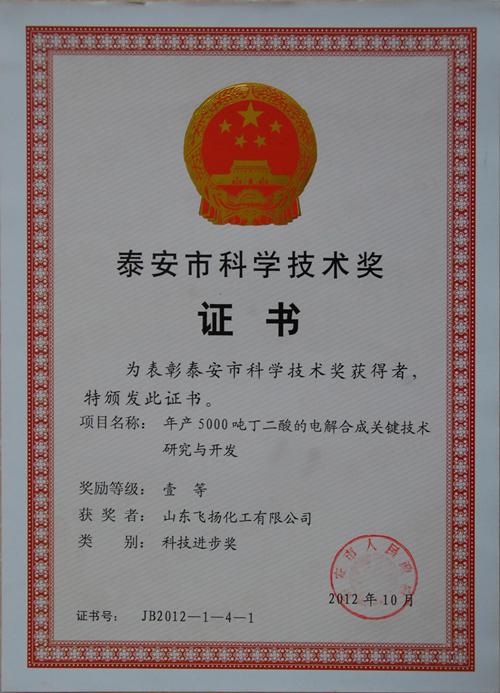 泰安市科学技术奖
证书
为表彰泰安市科学技术奖获得者，
特颁发此证书。
项目名称： 年产5000吨丁二酸的电解合成关键技术
研究与开发
奖励等级： 壹 等
获 奖 者： 山东飞扬化工有限公司
类 别： 科技进步奖
安市人民
2012年10月
证书号： JB2012—1—4—1